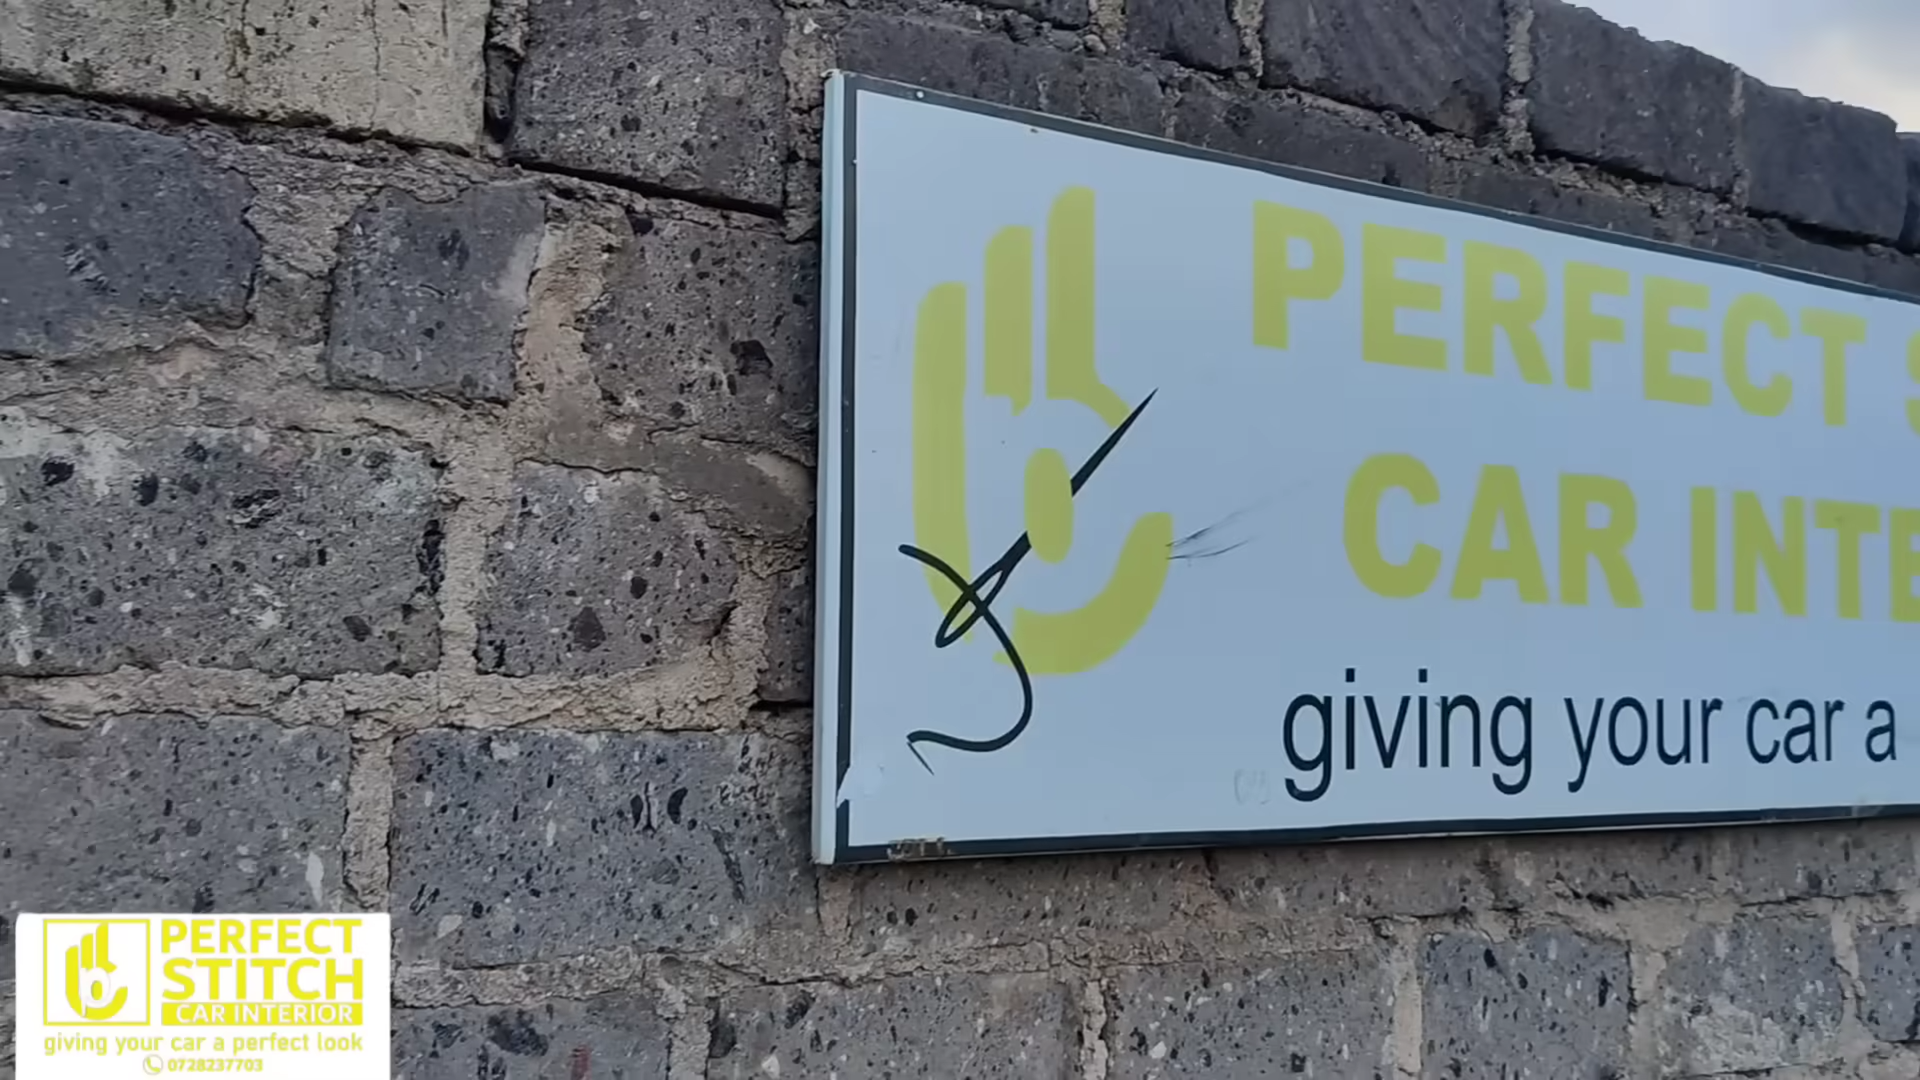 PERFECT
CAR INTE
giving your car a
PERFECT
STITCH
CAR INTERIOR
giving your car a perfect look
0728237703